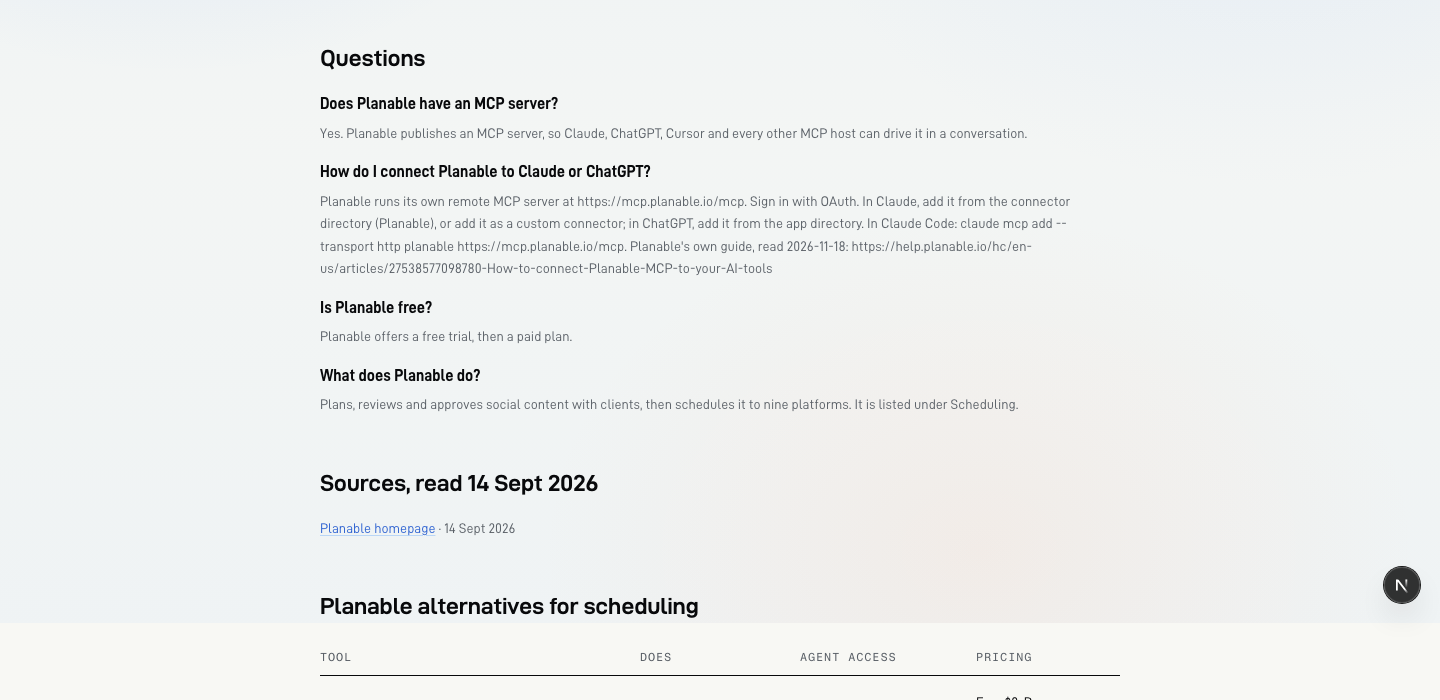 Questions
Does Planable have an MCP server?
Yes. Planable publishes an MCP server, so Claude, ChatGPT, Cursor and every other MCP host can drive it in a conversation.
How do I connect Planable to Claude or ChatGPT?
Planable runs its own remote MCP server at https://mcp.planable.io/mcp. Sign in with OAuth. In Claude, add it from the connector
directory (Planable), or add it as a custom connector; in ChatGPT, add it from the app directory. In Claude Code: claude mcp add --
transport http planable https://mcp.planable.io/mcp. Planable's own guide, read 2026-11-18: https://help.planable.io/hc/en-
us/articles/27538577098780-How-to-connect-Planable-MCP-to-your-AI-tools
Is Planable free?
Planable offers a free trial, then a paid plan.
What does Planable do?
Plans, reviews and approves social content with clients, then schedules it to nine platforms. It is listed under Scheduling.
Sources, read 14 Sept 2026
Planable homepage · 14 Sept 2026
Planable alternatives for scheduling
TOOL DOES AGENT ACCESS PRICING